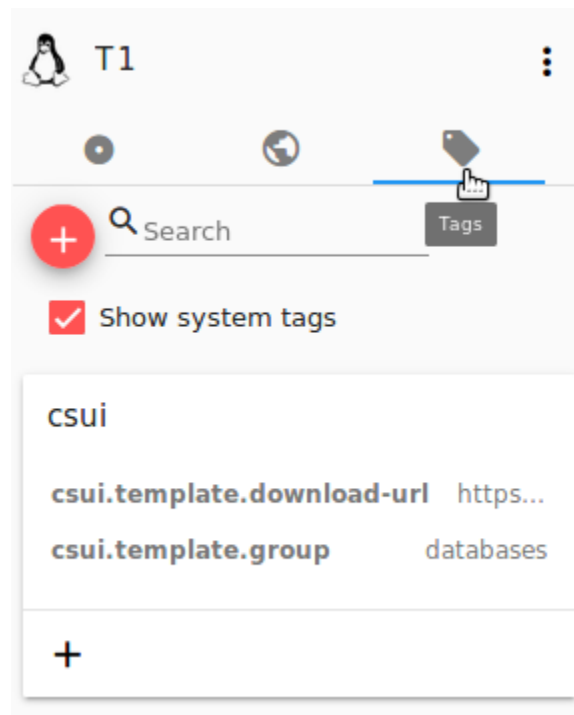 T1
Search
Tags
Show system tags
csui
csui.template.download-url https...
csui.template.group databases